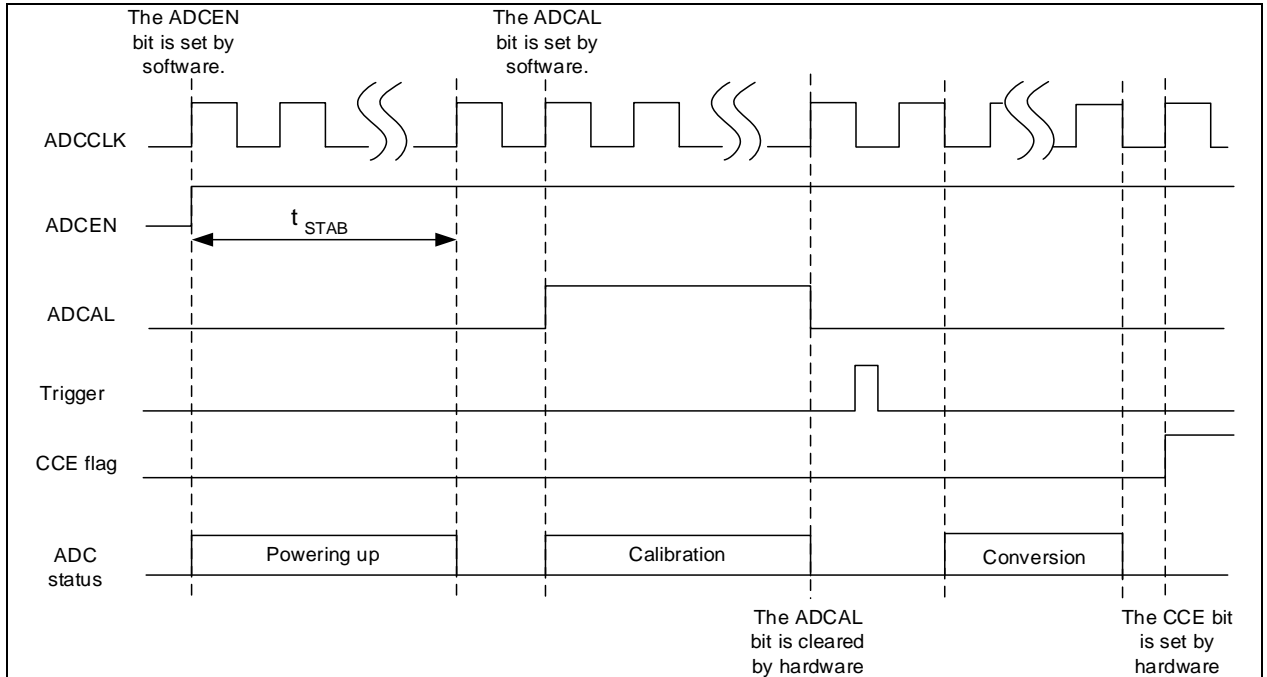 The ADCEN
bit is set by
software.
The ADCAL
bit is set by
software.
ADCCLK
ADCEN
t STAB
ADCAL
Trigger
CCE flag
ADC
status
Powering up
Calibration
Conversion
The ADCAL
bit is cleared
by hardware
The CCE bit
is set by
hardware